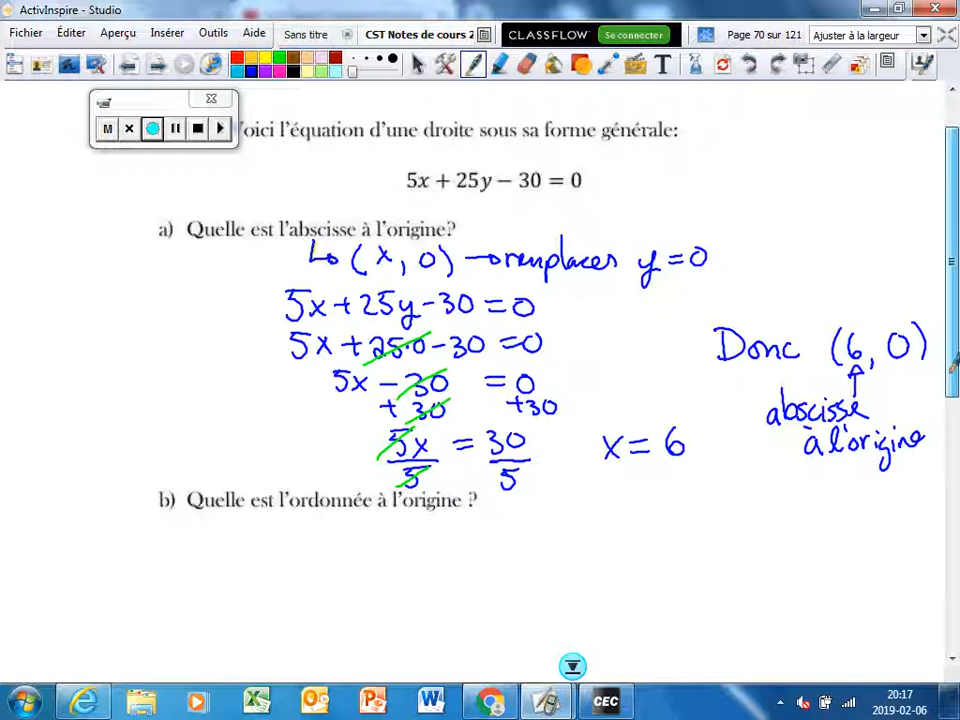 ActivInspire - Studio
Fichier Éditer Aperçu Insérer Outils Aide Sans titre CST Notes de cours 2 CLASSFLOW Se connecter Page 70 sur 121 Ajuster à la largeur
M
oici l'équation d'une droite sous sa forme générale:
5x + 25y − 30 = 0
a) Quelle est l'abscisse à l'origine?
↳ (x, 0) → remplaces y = 0
5x + 25y - 30 = 0
5x + 25·0 - 30 = 0
Donc (6, 0)
5x - 30 = 0
+ 30 +30
abscisse
à l'origine
5x = 30 x = 6
5 5
b) Quelle est l'ordonnée à l'origine ?
CEC
20:17
2019-02-06